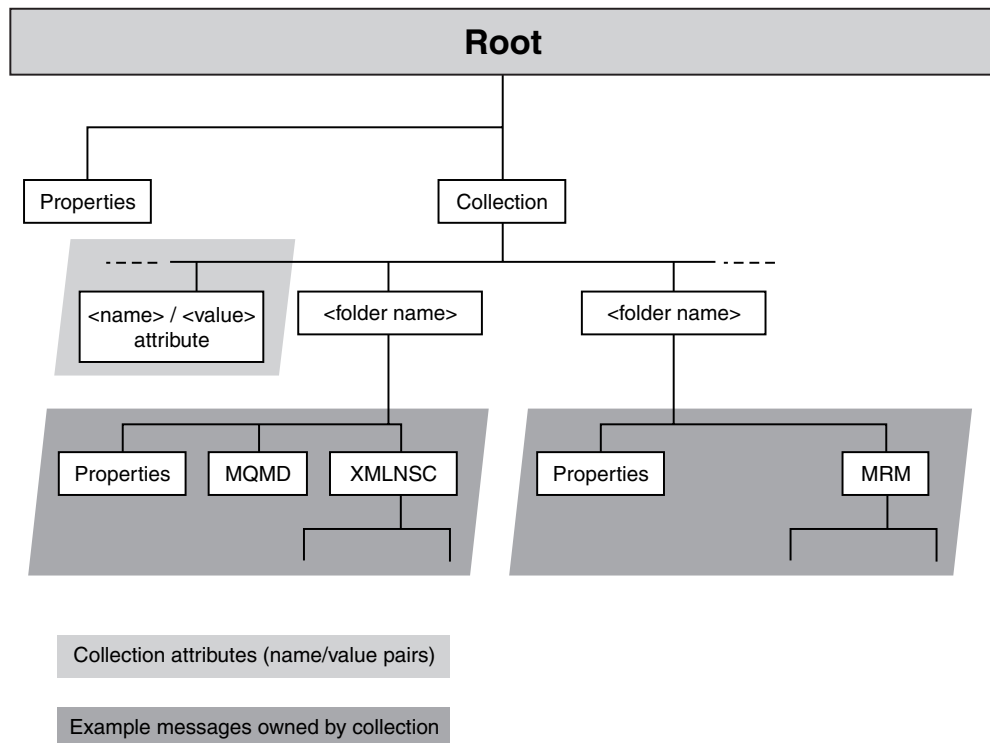 Root
Properties
Collection
<name> / <value>
attribute
<folder name>
<folder name>
Properties
MQMD
XMLNSC
Properties
MRM
Collection attributes (name/value pairs)
Example messages owned by collection